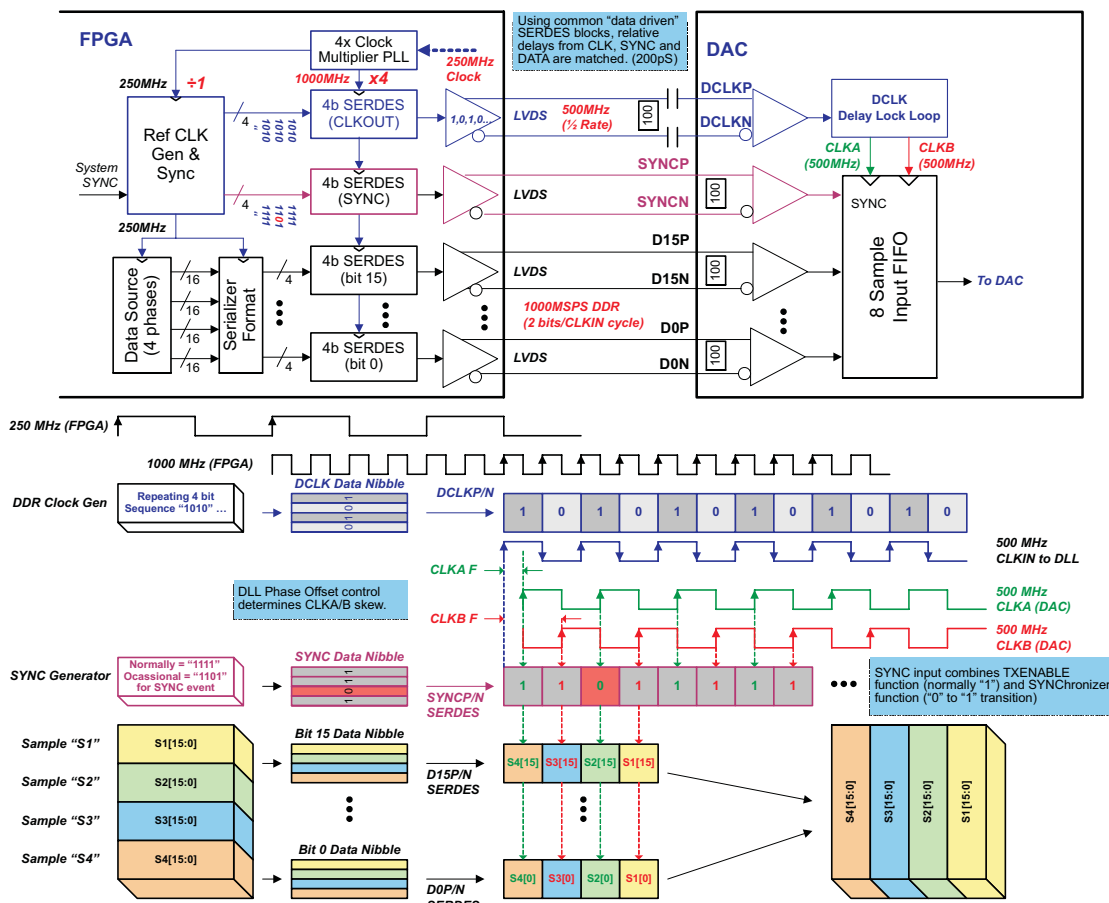 FPGA
4x Clock
Multiplier PLL
250MHz
÷1
1000MHz
x4
250MHz
Clock
Using common “data driven”
SERDES blocks, relative
delays from CLK, SYNC and
DATA are matched. (200pS)
DAC
Ref CLK
Gen &
Sync
System
SYNC
4
1010
1010
"
4b SERDES
(CLKOUT)
1,0,1,0...
LVDS
500MHz
(½ Rate)
100
DCLKP
DCLKN
DCLK
Delay Lock Loop
CLKA
(500MHz)
CLKB
(500MHz)
4
1111
1101
1111
"
4b SERDES
(SYNC)
LVDS
SYNCP
SYNCN
100
SYNC
8 Sample
Input FIFO
To DAC
250MHz
Data Source
(4 phases)
16
16
16
16
Serializer
Format
4
4
4b SERDES
(bit 15)
LVDS
D15P
D15N
100
1000MSPS DDR
(2 bits/CLKIN cycle)
4b SERDES
(bit 0)
LVDS
D0P
D0N
100
250 MHz (FPGA)
1000 MHz (FPGA)
DDR Clock Gen
Repeating 4 bit
Sequence “1010” ...
DCLK Data Nibble
1
0
1
0
DCLKP/N
1 0 1 0 1 0 1 0 1 0 1 0
500 MHz
CLKIN to DLL
CLKA F
DLL Phase Offset control
determines CLKA/B skew.
500 MHz
CLKA (DAC)
CLKB F
500 MHz
CLKB (DAC)
SYNC Generator
Normally = “1111”
Ocassional = “1101”
for SYNC event
SYNC Data Nibble
1
1
0
1
SYNCP/N
SERDES
1 1 0 1 1 1 1 1
SYNC input combines TXENABLE
function (normally “1”) and SYNChronizer
function (“0” to “1” transition)
Sample “S1”
S1[15:0]
Sample “S2”
S2[15:0]
Sample “S3”
S3[15:0]
Sample “S4”
S4[15:0]
Bit 15 Data Nibble
D15P/N
SERDES
S4[15] S3[15] S2[15] S1[15]
Bit 0 Data Nibble
D0P/N
SERDES
S4[0] S3[0] S2[0] S1[0]
S4[15:0]
S3[15:0]
S2[15:0]
S1[15:0]